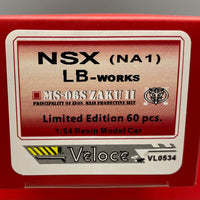 NSX (NA1)
LB-WORKS
MS-06S ZAKU II
PRINCIPALITY OF ZEON MASS PRODUCTIVE MS
Limited Edition 60 pcs.
1:64 Resin Model Car
Veloce
VL0534